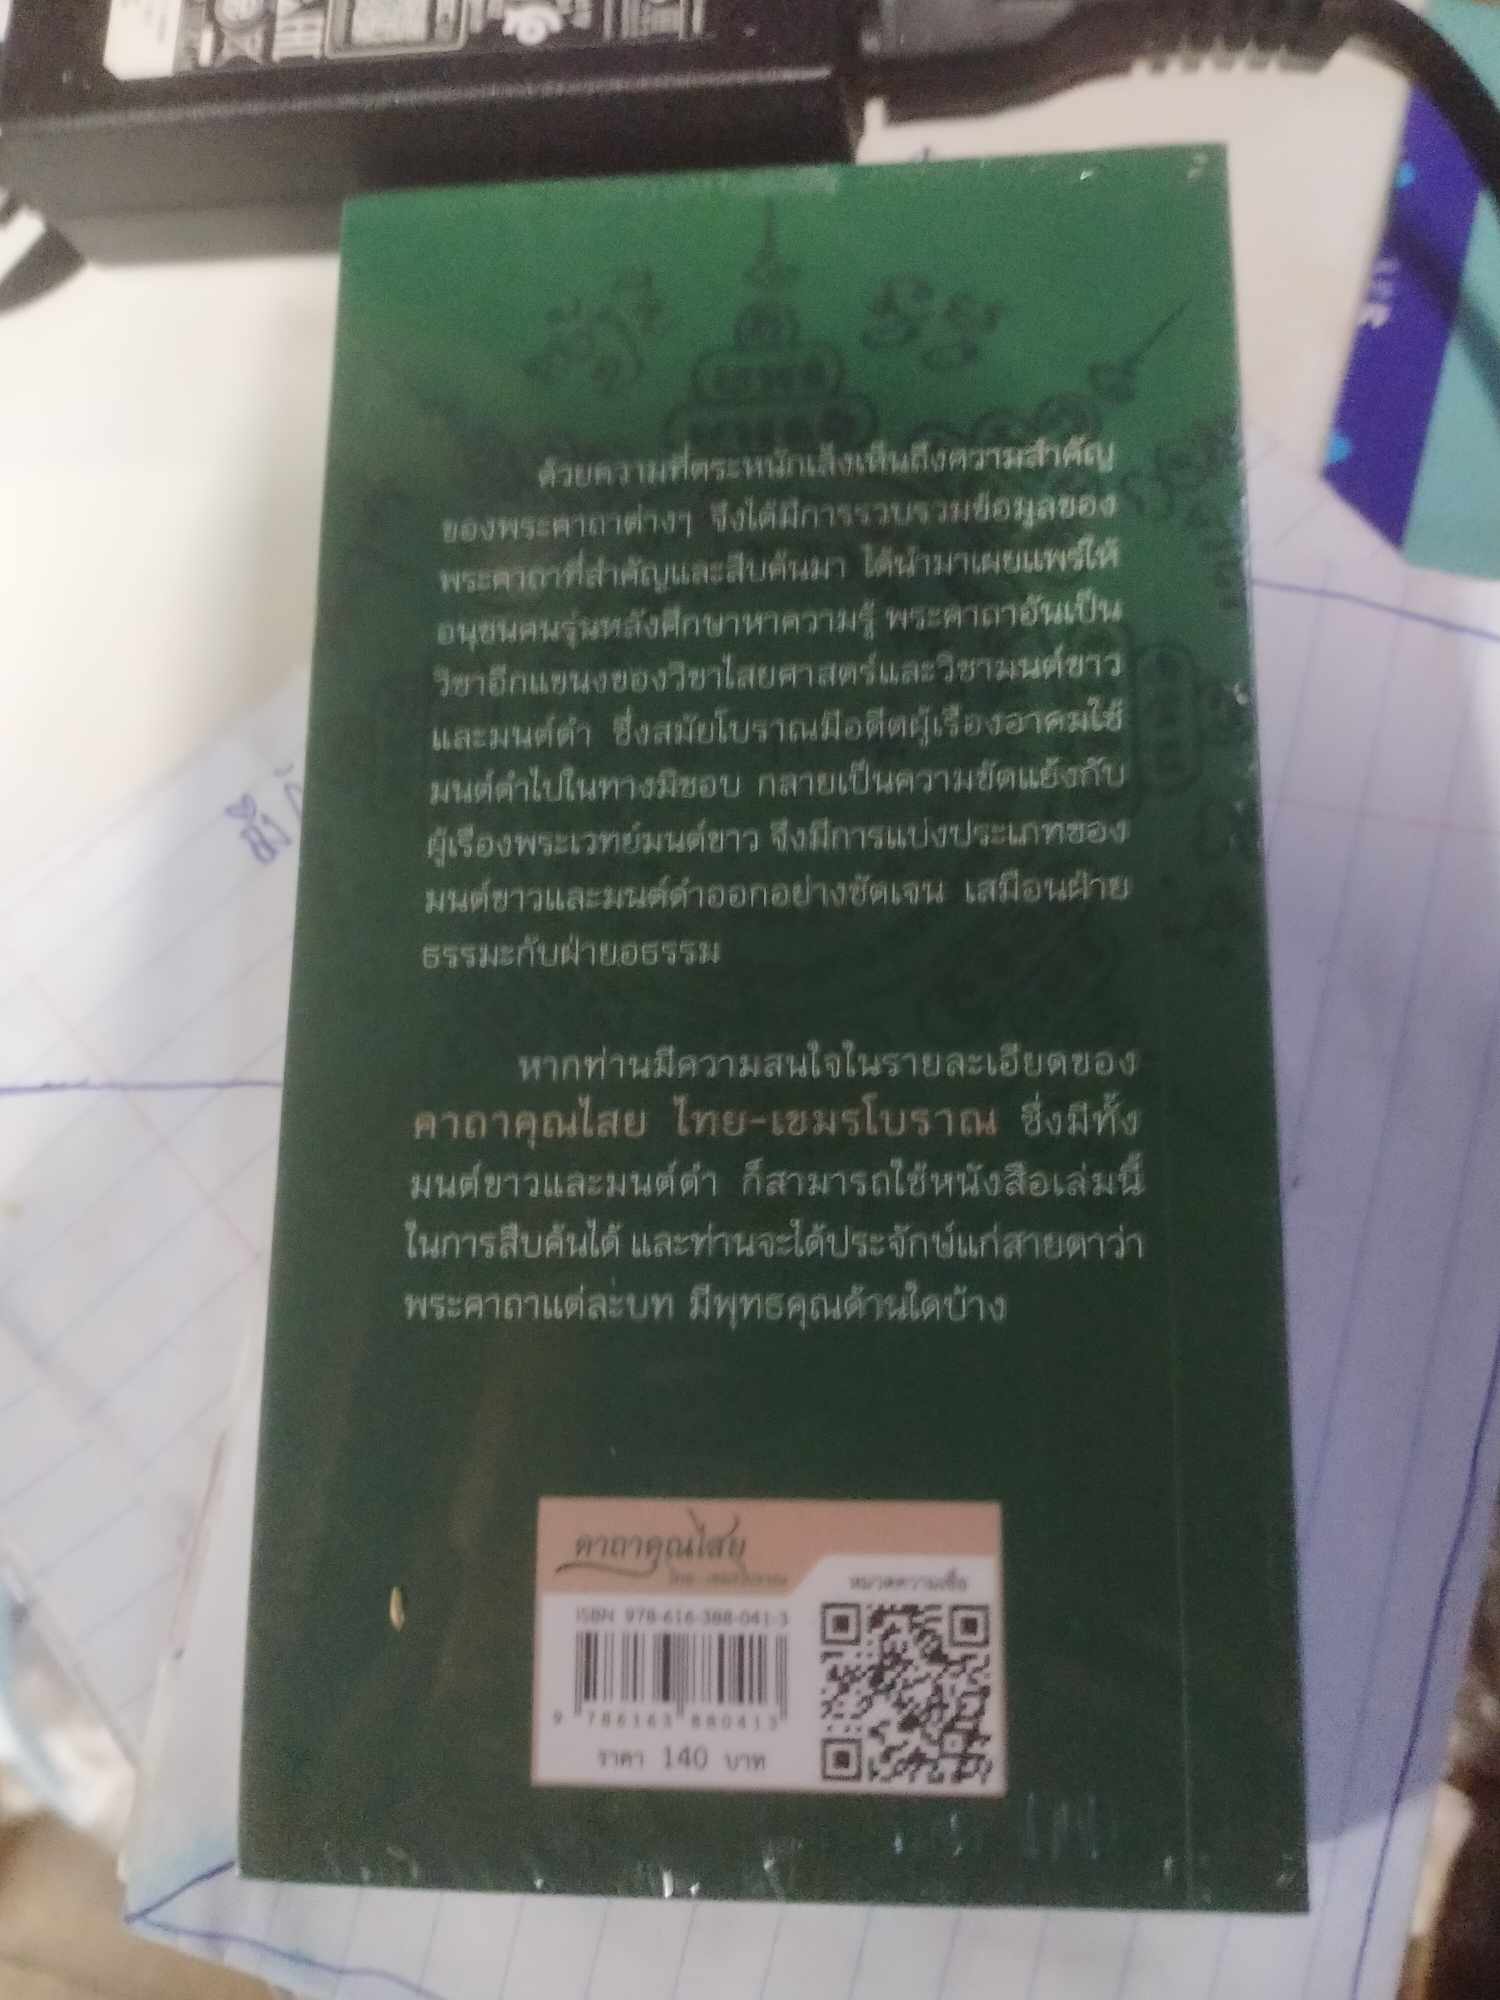 ด้วยความที่ตระหนักเล็งเห็นถึงความสำคัญ
ของพระคาถาต่างๆ จึงได้มีการรวบรวมข้อมูลของ
พระคาถาที่สำคัญและสืบค้นมา ได้นำมาเผยแพร่ให้
อนุชนคนรุ่นหลังศึกษาหาความรู้ พระคาถาอันเป็น
วิชาอีกแขนงของวิชาไสยศาสตร์และวิชามนต์ขาว
และมนต์ดำ ซึ่งสมัยโบราณมีอดีตผู้เรืองอาคมใช้
มนต์ดำไปในทางมิชอบ กลายเป็นความขัดแย้งกับ
ผู้เรืองพระเวทย์มนต์ขาว จึงมีการแบ่งประเภทของ
มนต์ขาวและมนต์ดำออกอย่างชัดเจน เสมือนฝ่าย
ธรรมะกับฝ่ายอธรรม
หากท่านมีความสนใจในรายละเอียดของ
คาถาคุณไสย ไทย-เขมรโบราณ ซึ่งมีทั้ง
มนต์ขาวและมนต์ดำ ก็สามารถใช้หนังสือเล่มนี้
ในการสืบค้นได้ และท่านจะได้ประจักษ์แก่สายตาว่า
พระคาถาแต่ละบท มีพุทธคุณด้านใดบ้าง
คาถาคุณไสย
ไทย-เขมรโบราณ
หมวดความเชื่อ
ISBN 978-616-388-041-3
9 786163 880413
ราคา 140 บาท